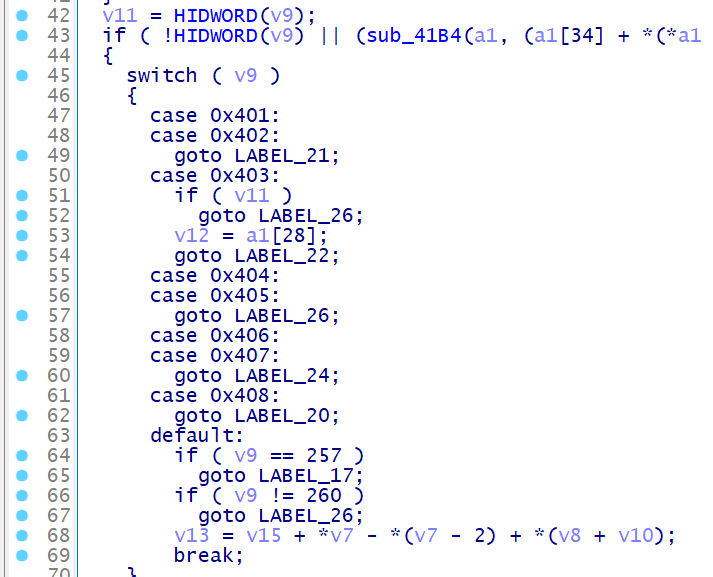 42 v11 = HIDWORD(v9);
43 if ( !HIDWORD(v9) || (sub_41B4(a1, (a1[34] + *(*a1
44 {
45 switch ( v9 )
46 {
47 case 0x401:
48 case 0x402:
49 goto LABEL_21;
50 case 0x403:
51 if ( v11 )
52 goto LABEL_26;
53 v12 = a1[28];
54 goto LABEL_22;
55 case 0x404:
56 case 0x405:
57 goto LABEL_26;
58 case 0x406:
59 case 0x407:
60 goto LABEL_24;
61 case 0x408:
62 goto LABEL_20;
63 default:
64 if ( v9 == 257 )
65 goto LABEL_17;
66 if ( v9 != 260 )
67 goto LABEL_26;
68 v13 = v15 + *v7 - *(v7 - 2) + *(v8 + v10);
69 break;
70 }